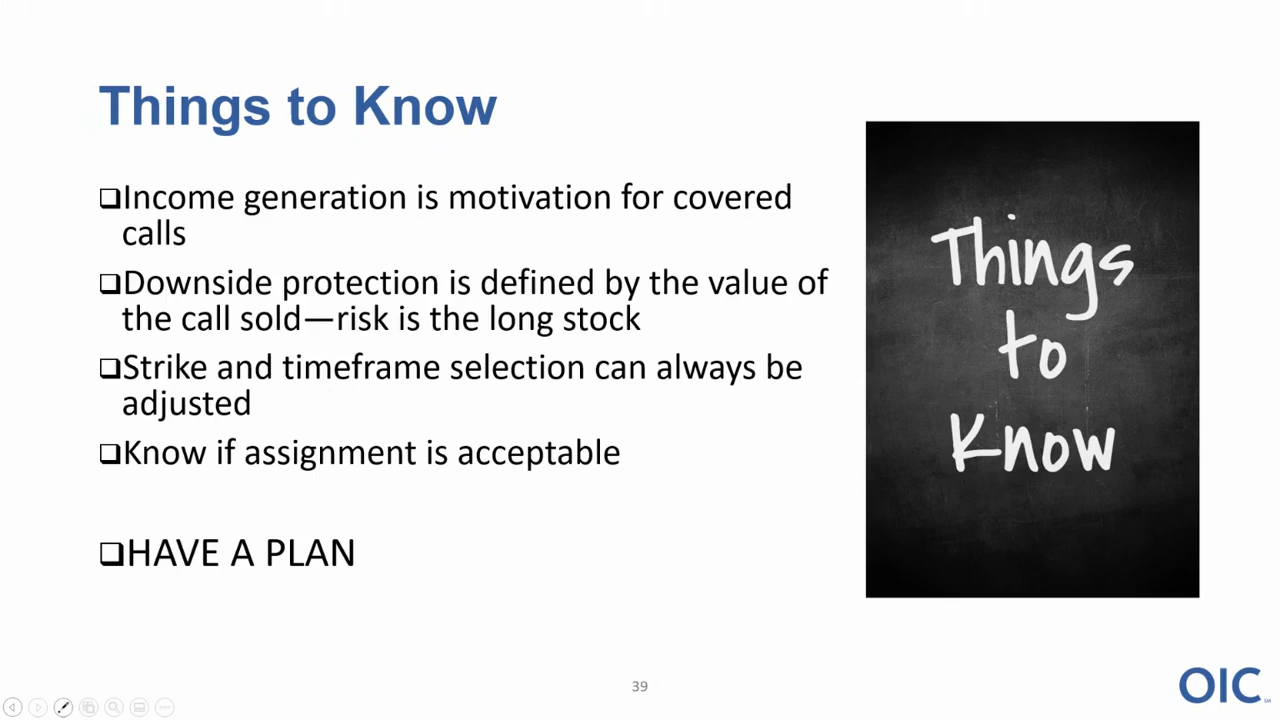 Things to Know
❑Income generation is motivation for covered
calls
❑Downside protection is defined by the value of
the call sold—risk is the long stock
❑Strike and timeframe selection can always be
adjusted
❑Know if assignment is acceptable
❑HAVE A PLAN
Things
to
Know
39
OIC℠